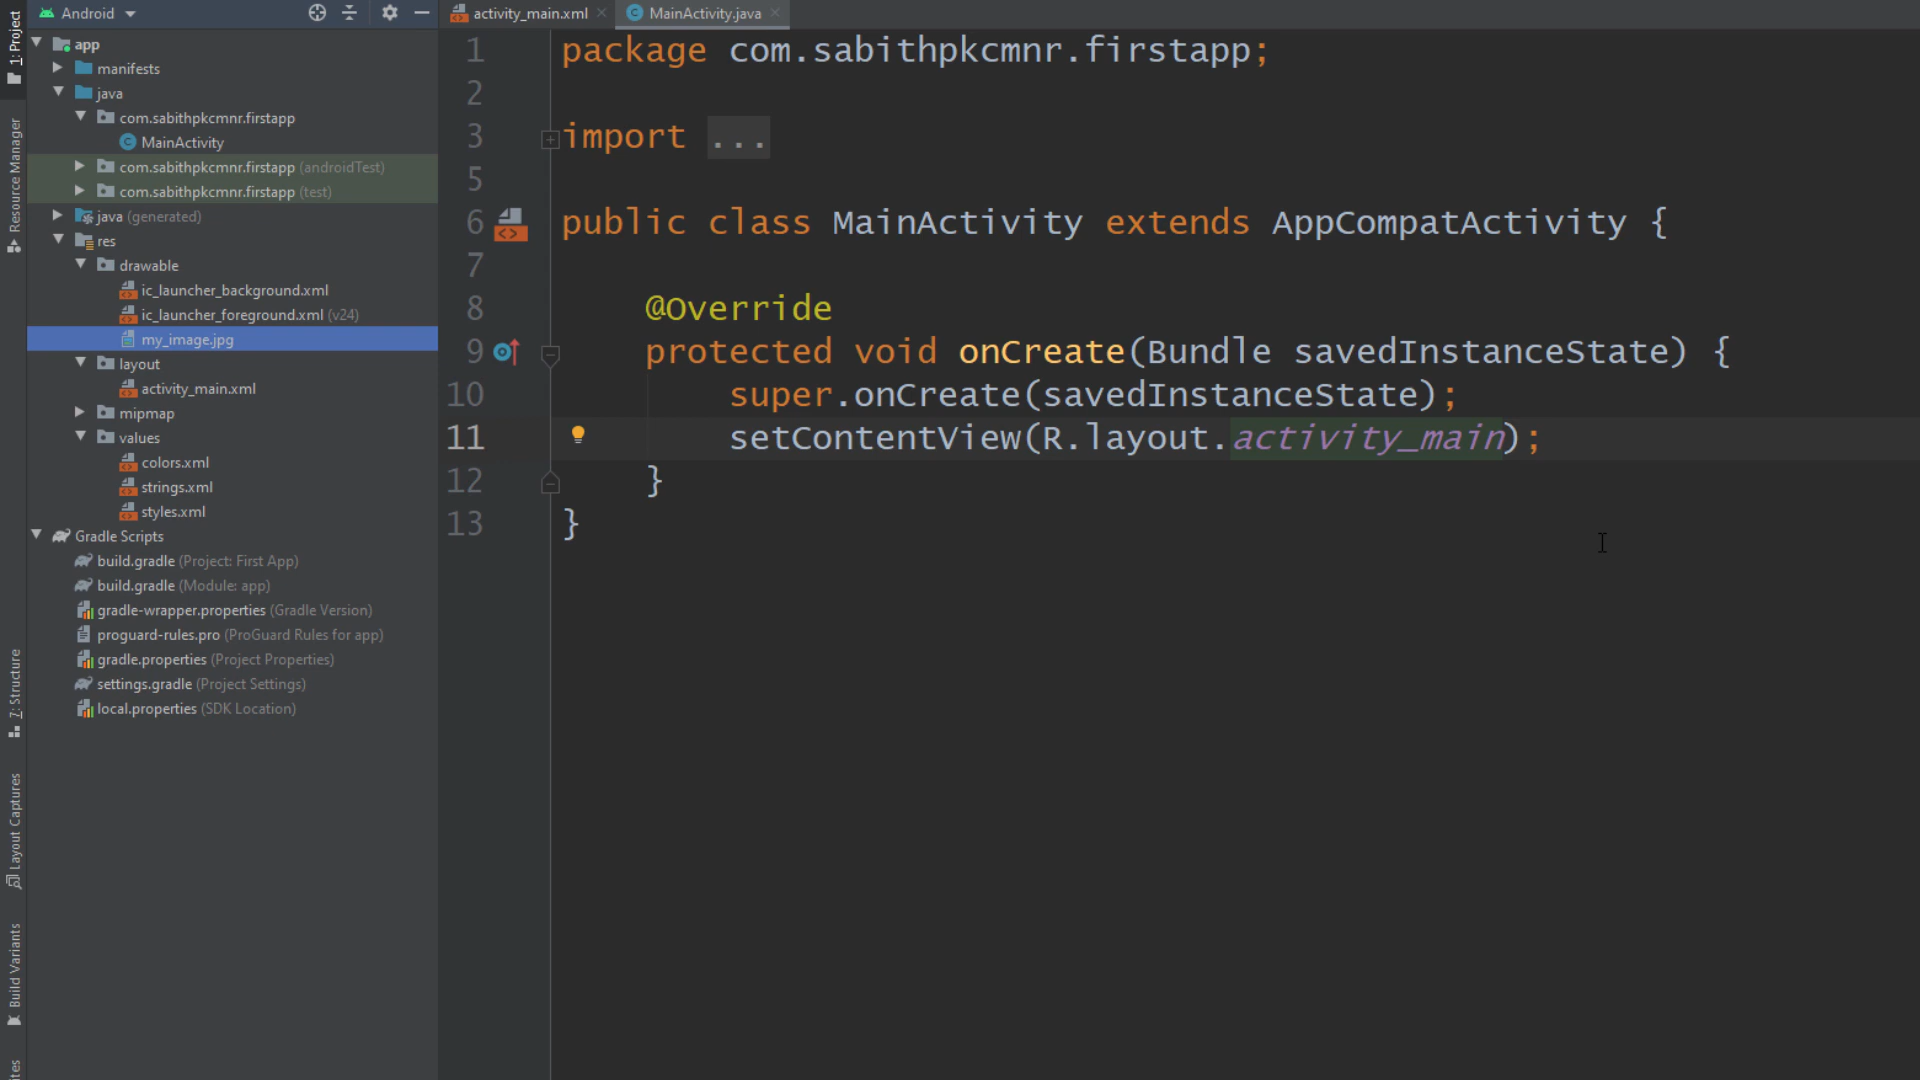 Android
activity_main.xml
MainActivity.java
1: Project
Resource Manager
Z: Structure
Layout Captures
Build Variants
app
manifests
java
com.sabithpkcmnr.firstapp
MainActivity
com.sabithpkcmnr.firstapp (androidTest)
com.sabithpkcmnr.firstapp (test)
java (generated)
res
drawable
ic_launcher_background.xml
ic_launcher_foreground.xml (v24)
my_image.jpg
layout
activity_main.xml
mipmap
values
colors.xml
strings.xml
styles.xml
Gradle Scripts
build.gradle (Project: First App)
build.gradle (Module: app)
gradle-wrapper.properties (Gradle Version)
proguard-rules.pro (ProGuard Rules for app)
gradle.properties (Project Properties)
settings.gradle (Project Settings)
local.properties (SDK Location)
1 package com.sabithpkcmnr.firstapp;
2
3 import ...
5
6 public class MainActivity extends AppCompatActivity {
7
8 @Override
9 protected void onCreate(Bundle savedInstanceState) {
10 super.onCreate(savedInstanceState);
11 setContentView(R.layout.activity_main);
12 }
13 }